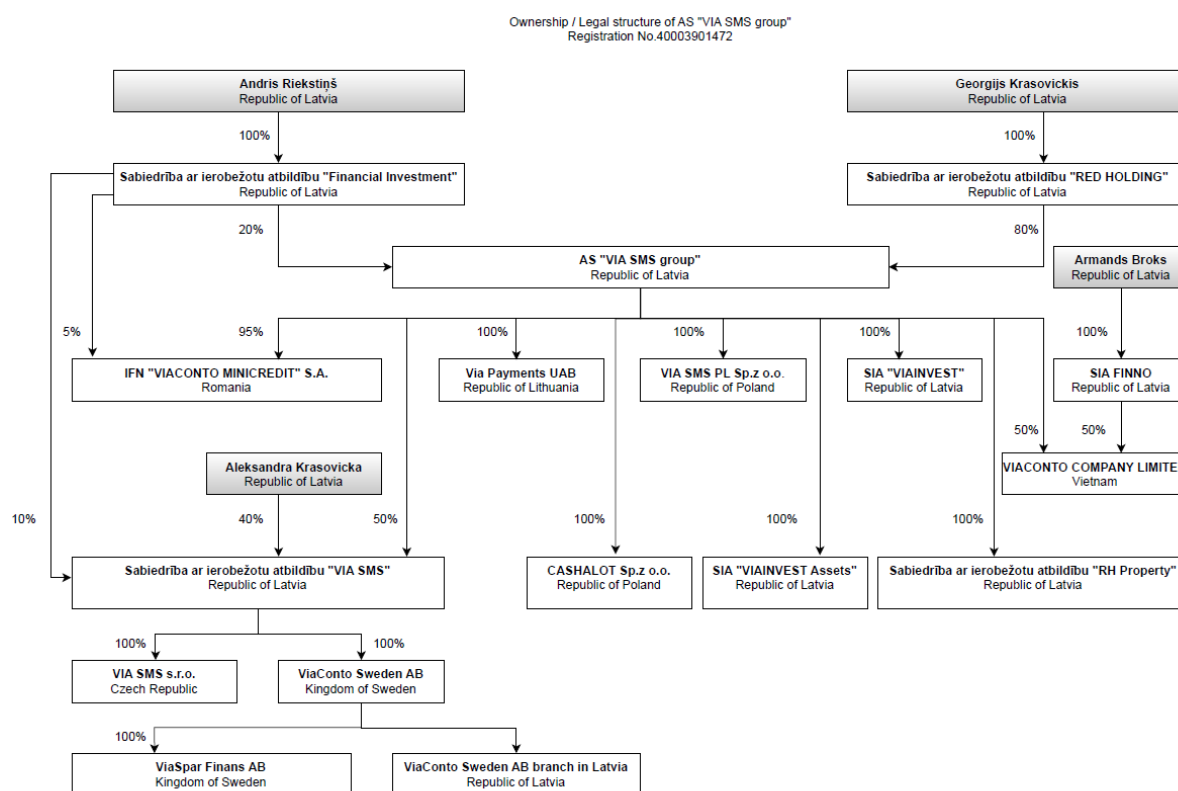 Ownership / Legal structure of AS "VIA SMS group"
Registration No.40003901472
Andris Riekstiņš
Republic of Latvia
Georgijs Krasovickis
Republic of Latvia
100%
100%
Sabiedrība ar ierobežotu atbildību "Financial Investment"
Republic of Latvia
Sabiedrība ar ierobežotu atbildību "RED HOLDING"
Republic of Latvia
20%
80%
AS "VIA SMS group"
Republic of Latvia
Armands Broks
Republic of Latvia
5%
95%
100%
100%
100%
100%
IFN "VIACONTO MINICREDIT" S.A.
Romania
Via Payments UAB
Republic of Lithuania
VIA SMS PL Sp.z o.o.
Republic of Poland
SIA "VIAINVEST"
Republic of Latvia
SIA FINNO
Republic of Latvia
50%
50%
Aleksandra Krasovicka
Republic of Latvia
VIACONTO COMPANY LIMITE
Vietnam
10%
40%
50%
100%
100%
100%
Sabiedrība ar ierobežotu atbildību "VIA SMS"
Republic of Latvia
CASHALOT Sp.z o.o.
Republic of Poland
SIA "VIAINVEST Assets"
Republic of Latvia
Sabiedrība ar ierobežotu atbildību "RH Property"
Republic of Latvia
100%
100%
VIA SMS s.r.o.
Czech Republic
ViaConto Sweden AB
Kingdom of Sweden
100%
ViaSpar Finans AB
Kingdom of Sweden
ViaConto Sweden AB branch in Latvia
Republic of Latvia